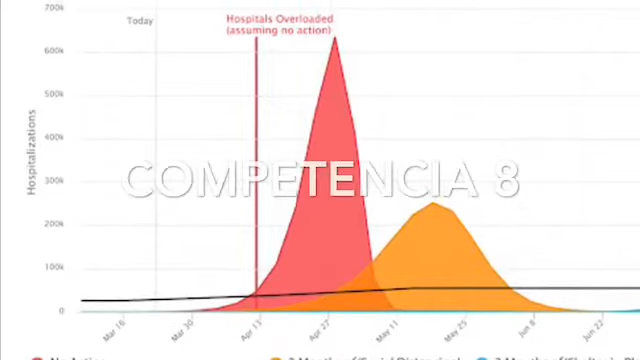 700k
Today
Hospitals Overloaded
(assuming no action)
600k
500k
400k
Hospitalizations
COMPETENCIA 8
300k
200k
100k
0
Mar 16
Mar 30
Apr 13
Apr 27
May 11
May 25
Jun 8
Jun 22